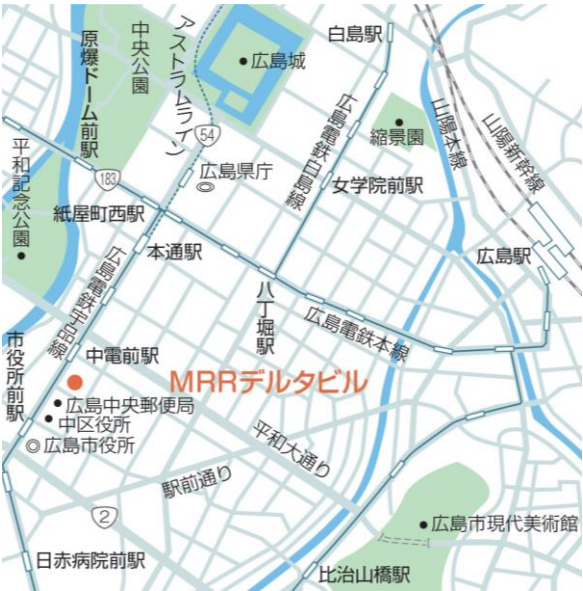 白島駅
中央公園
原爆ドーム前駅
アストラムライン
広島城
54
広島電鉄白島線
縮景園
山陽本線
山陽新幹線
平和記念公園
183
広島県庁
女学院前駅
紙屋町西駅
本通駅
広島駅
広島電鉄宇品線
八丁堀駅
広島電鉄本線
市役所前駅
中電前駅
MRRデルタビル
広島中央郵便局
中区役所
広島市役所
平和大通り
駅前通り
2
広島市現代美術館
日赤病院前駅
比治山橋駅